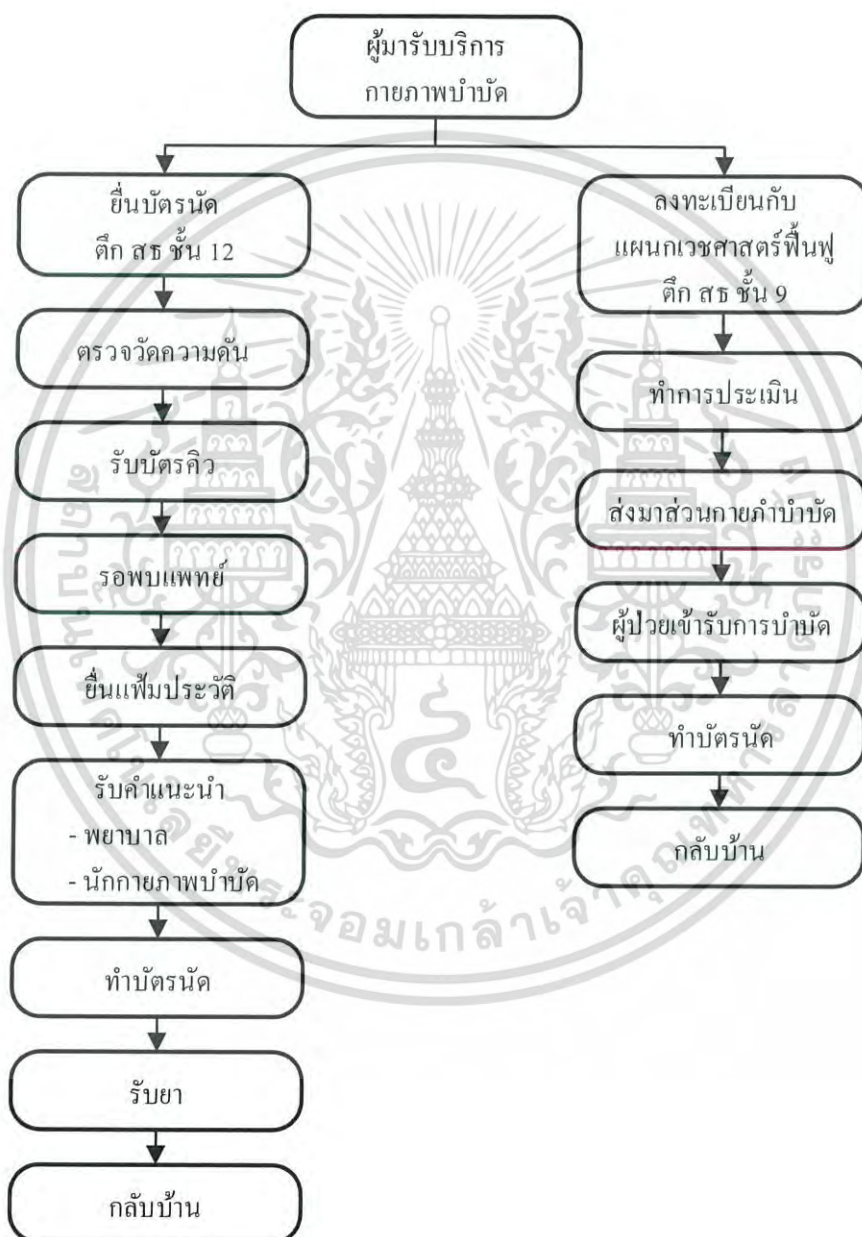 ผู้มารับบริการ
กายภาพบำบัด
ยื่นบัตรนัด
ตึก สธ ชั้น 12
ตรวจวัดความดัน
รับบัตรคิว
รอพบแพทย์
ยื่นแฟ้มประวัติ
รับคำแนะนำ
- พยาบาล
- นักกายภาพบำบัด
ทำบัตรนัด
รับยา
กลับบ้าน
ลงทะเบียนกับ
แผนกเวชศาสตร์ฟื้นฟู
ตึก สธ ชั้น 9
ทำการประเมิน
ส่งมาส่วนกายภำบำบัด
ผู้ป่วยเข้ารับการบำบัด
ทำบัตรนัด
กลับบ้าน